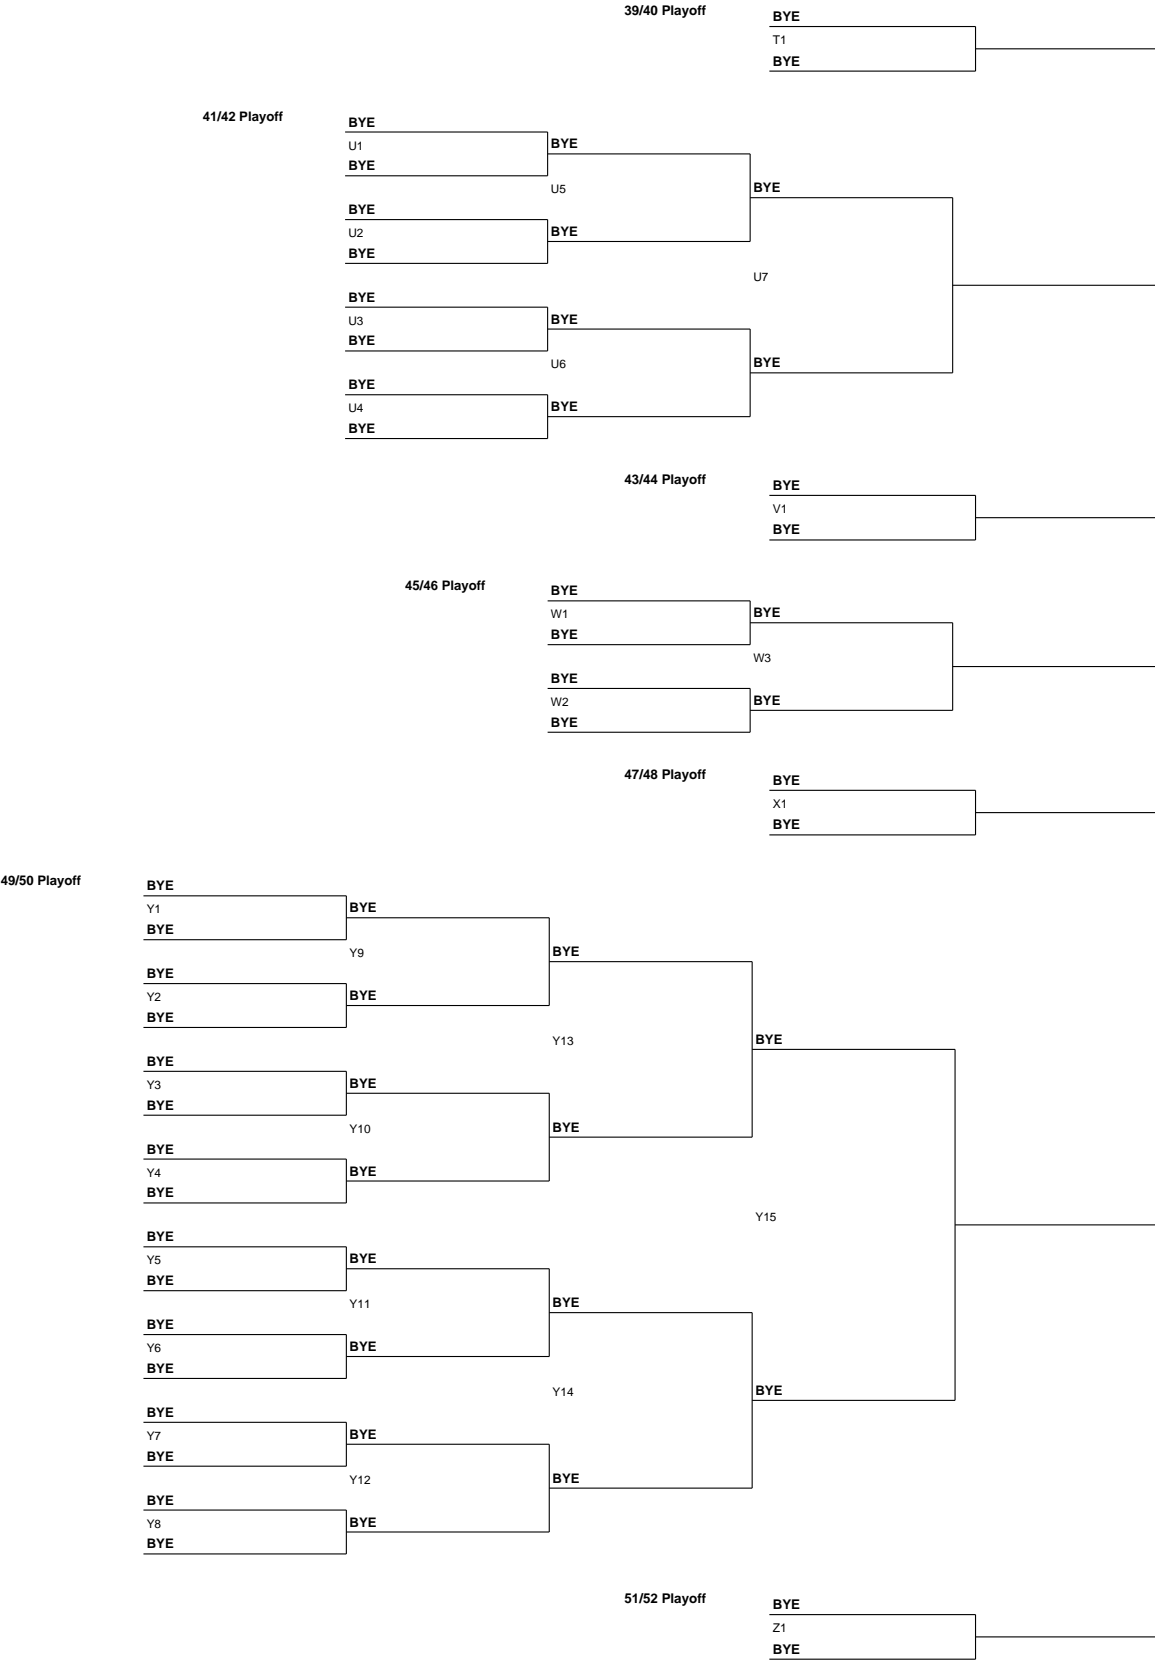 39/40 Playoff
BYE
T1
BYE
41/42 Playoff
BYE
U1
BYE
BYE
U5
BYE
U2
BYE
BYE
BYE
U7
BYE
U3
BYE
BYE
U6
BYE
U4
BYE
BYE
BYE
43/44 Playoff
BYE
V1
BYE
45/46 Playoff
BYE
W1
BYE
BYE
W3
BYE
W2
BYE
BYE
47/48 Playoff
BYE
X1
BYE
49/50 Playoff
BYE
Y1
BYE
BYE
Y9
BYE
BYE
Y2
BYE
BYE
Y13
BYE
BYE
Y3
BYE
BYE
Y10
BYE
BYE
Y4
BYE
BYE
Y15
BYE
Y5
BYE
BYE
Y11
BYE
BYE
Y6
BYE
BYE
Y14
BYE
BYE
Y7
BYE
BYE
Y12
BYE
BYE
Y8
BYE
BYE
51/52 Playoff
BYE
Z1
BYE